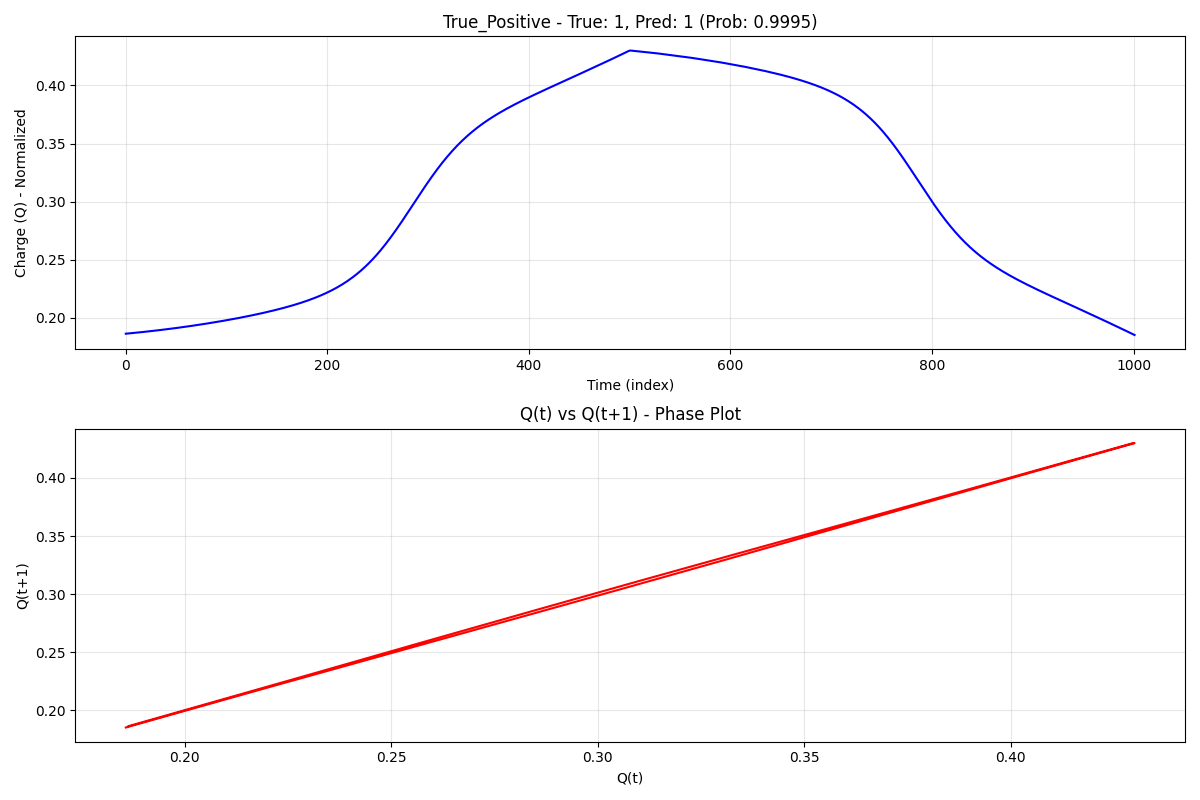 True_Positive - True: 1, Pred: 1 (Prob: 0.9995)
Charge (Q) - Normalized
0.40
0.35
0.30
0.25
0.20
0 200 400 600 800 1000
Time (index)
Q(t) vs Q(t+1) - Phase Plot
Q(t+1)
0.40
0.35
0.30
0.25
0.20
0.20 0.25 0.30 0.35 0.40
Q(t)